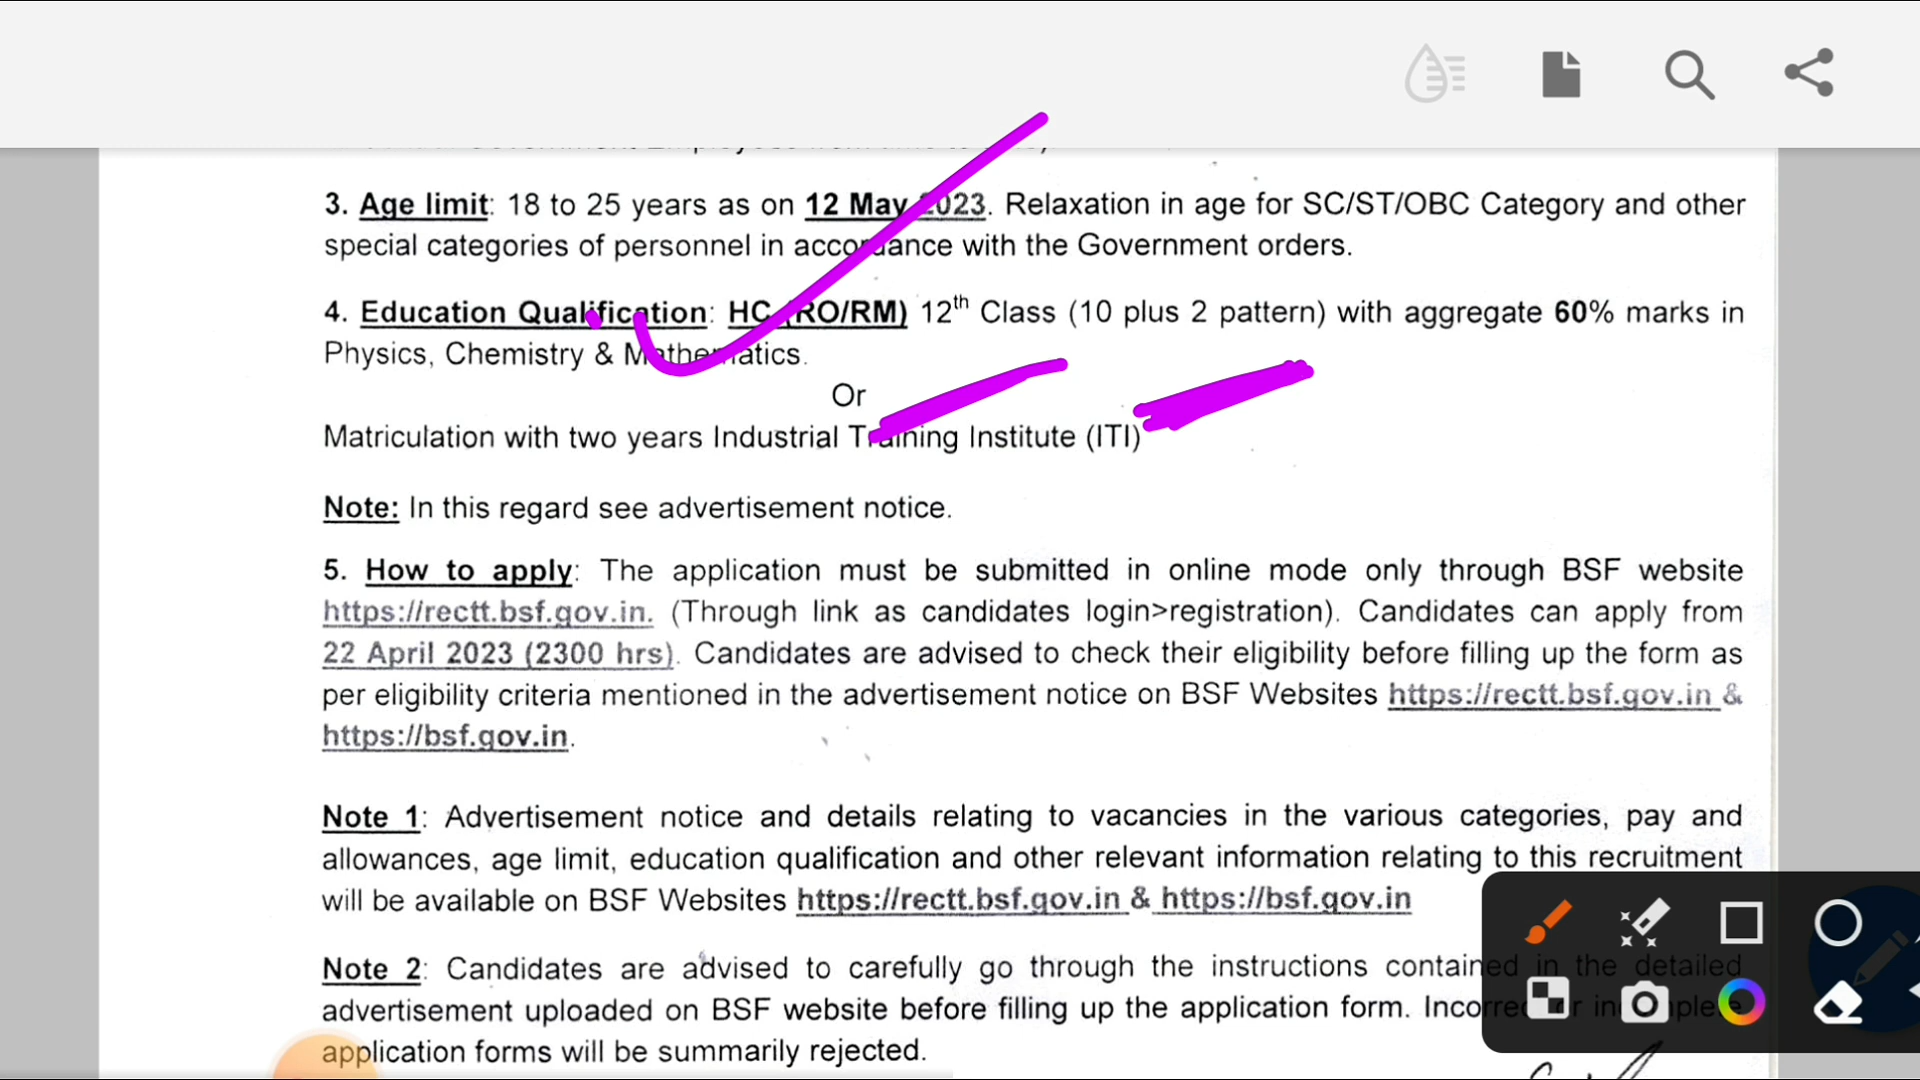 3. Age limit: 18 to 25 years as on 12 May 2023. Relaxation in age for SC/ST/OBC Category and other
special categories of personnel in accordance with the Government orders.
4. Education Qualification: HC (RO/RM) 12th Class (10 plus 2 pattern) with aggregate 60% marks in
Physics, Chemistry & Mathematics.
Or
Matriculation with two years Industrial Training Institute (ITI)
Note: In this regard see advertisement notice.
5. How to apply: The application must be submitted in online mode only through BSF website
https://rectt.bsf.gov.in. (Through link as candidates login>registration). Candidates can apply from
22 April 2023 (2300 hrs). Candidates are advised to check their eligibility before filling up the form as
per eligibility criteria mentioned in the advertisement notice on BSF Websites https://rectt.bsf.gov.in &
https://bsf.gov.in.
Note 1: Advertisement notice and details relating to vacancies in the various categories, pay and
allowances, age limit, education qualification and other relevant information relating to this recruitment
will be available on BSF Websites https://rectt.bsf.gov.in & https://bsf.gov.in
Note 2: Candidates are advised to carefully go through the instructions contained in the detailed
advertisement uploaded on BSF website before filling up the application form. Incorrect or incomplete
application forms will be summarily rejected.